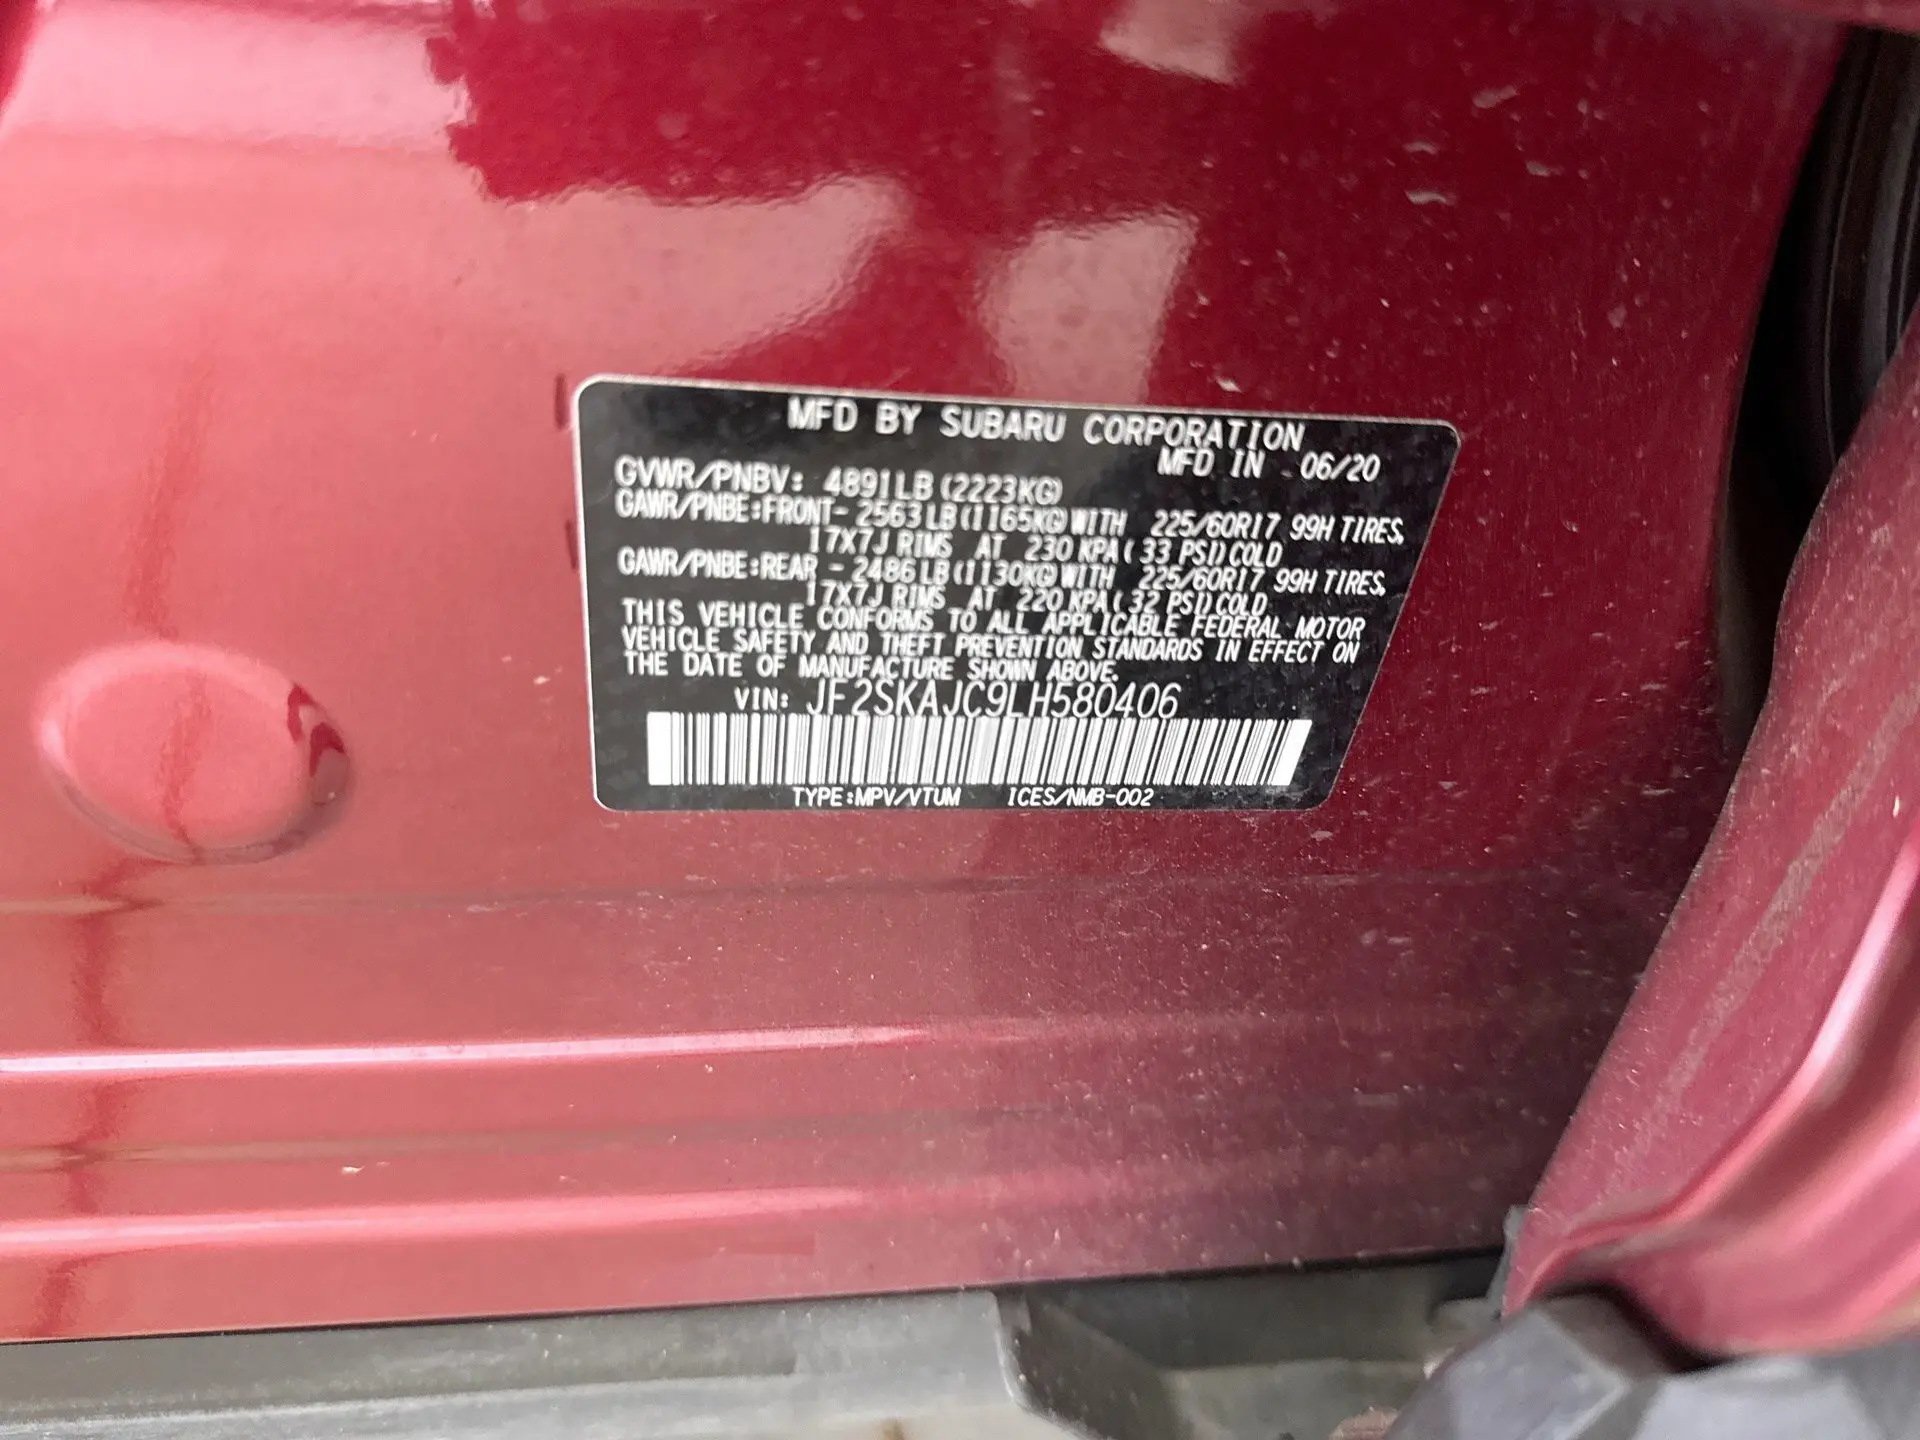 MFD BY SUBARU CORPORATION
MFD IN 06/20
GVWR/PNBV: 4891LB(2223KG)
GAWR/PNBE:FRONT- 2563LB(1165KG)WITH 225/60R17 99H TIRES,
17X7J RIMS AT 230 KPA( 33 PSI)COLD
GAWR/PNBE:REAR - 2486LB(1130KG)WITH 225/60R17 99H TIRES,
17X7J RIMS AT 220 KPA( 32 PSI)COLD
THIS VEHICLE CONFORMS TO ALL APPLICABLE FEDERAL MOTOR
VEHICLE SAFETY AND THEFT PREVENTION STANDARDS IN EFFECT ON
THE DATE OF MANUFACTURE SHOWN ABOVE.
VIN: JF2SKAJC9LH580406
TYPE:MPV/VTUM ICES/NMB-002